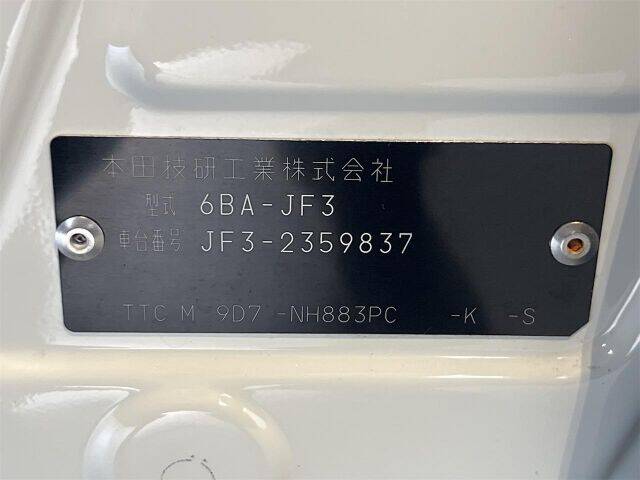 本田技研工業株式会社
型式 6BA-JF3
車台番号 JF3-2359837
TTC M 9D7 -NH883PC -K -S